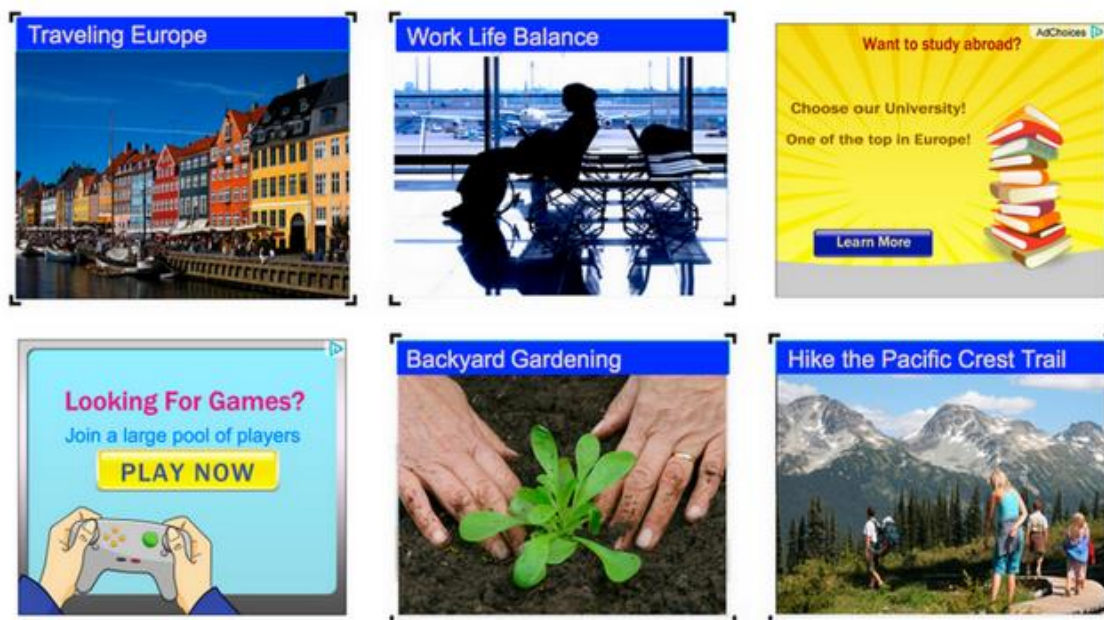 Traveling Europe
Work Life Balance
AdChoices
Want to study abroad?
Choose our University!
One of the top in Europe!
Learn More
Looking For Games?
Join a large pool of players
PLAY NOW
Backyard Gardening
Hike the Pacific Crest Trail